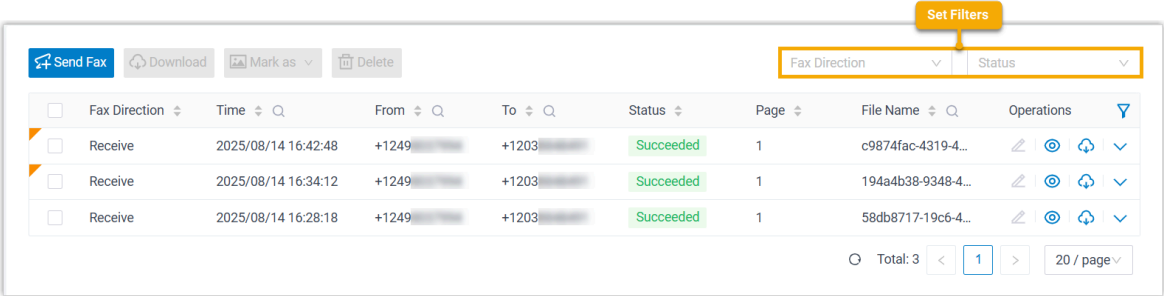 Set Filters
Send Fax Download Mark as Delete Fax Direction Status
Fax Direction Time From To Status Page File Name Operations
Receive 2025/08/14 16:42:48 +1249 +1203 Succeeded 1 c9874fac-4319-4...
Receive 2025/08/14 16:34:12 +1249 +1203 Succeeded 1 194a4b38-9348-4...
Receive 2025/08/14 16:28:18 +1249 +1203 Succeeded 1 58db8717-19c6-4...
Total: 3 < 1 > 20 / page